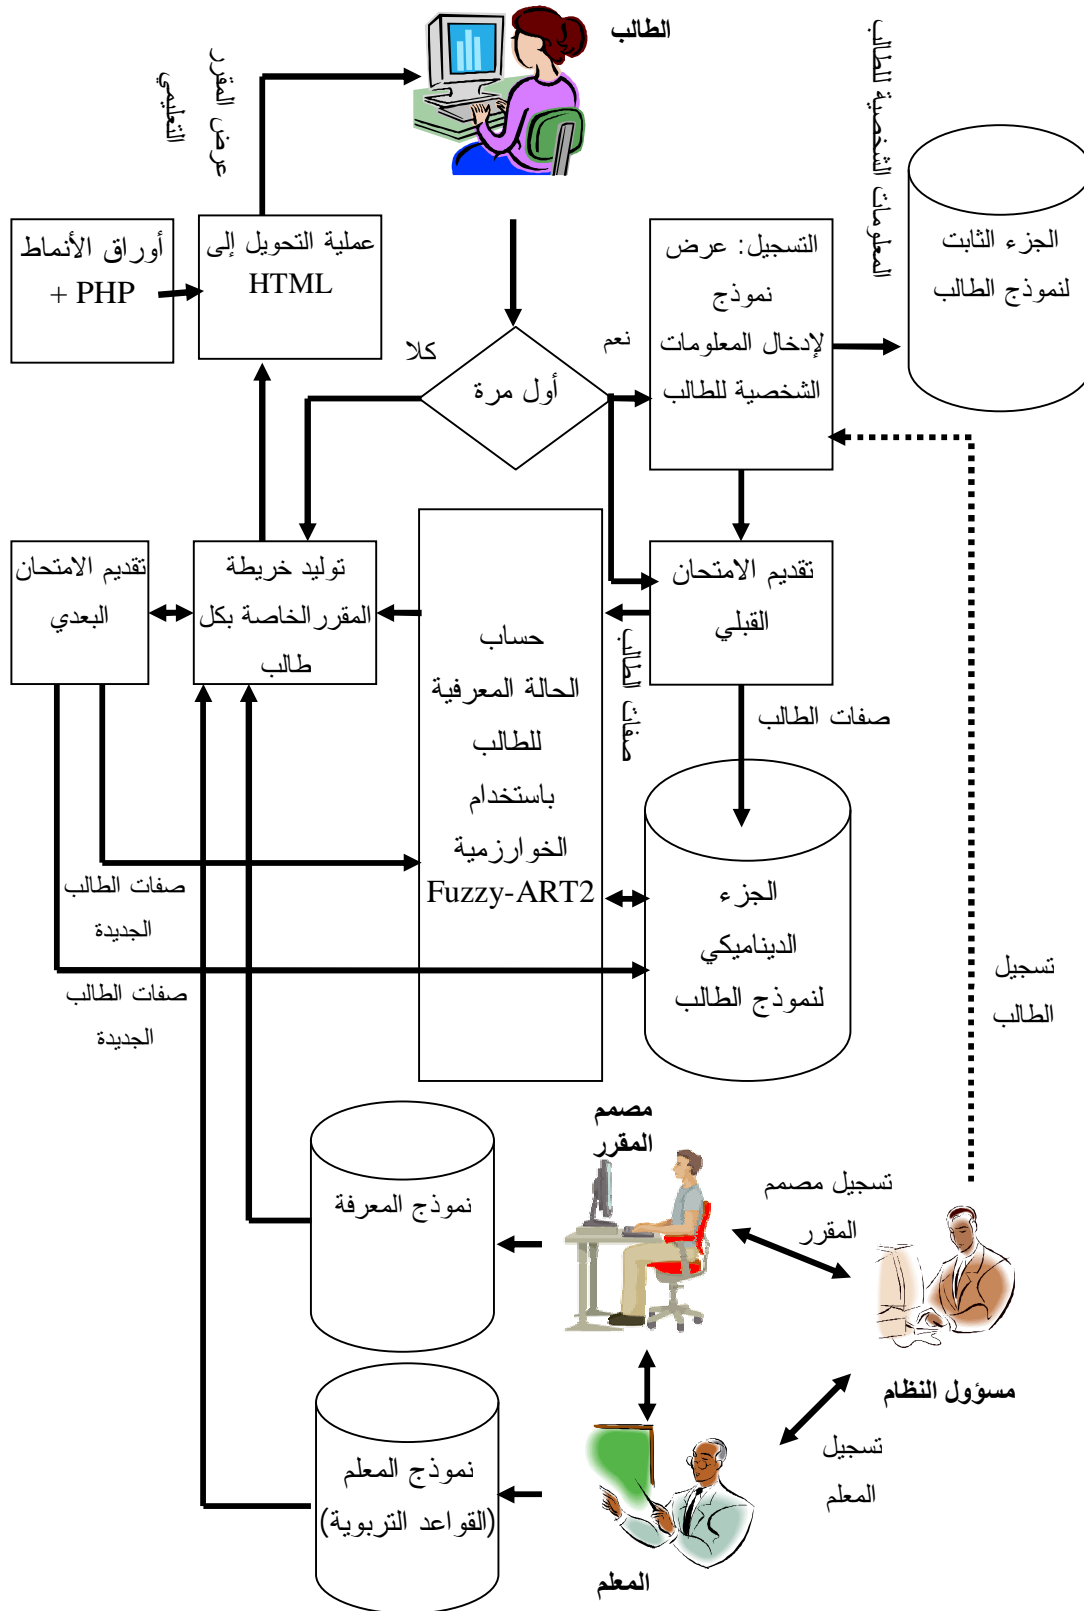 الطالب
المعلومات الشخصية للطالب
عرض المقرر
التعليمي
الجزء الثابت
لنموذج الطالب
التسجيل: عرض
نموذج
لإدخال المعلومات
الشخصية للطالب
عملية التحويل إلى
HTML
أوراق الأنماط
+ PHP
نعم
كلا
أول مرة
تقديم الامتحان
القبلي
صفات الطالب
صفات الطالب
حساب
الحالة المعرفية
للطالب
باستخدام
الخوارزمية
Fuzzy-ART2
توليد خريطة
المقرر الخاصة بكل
طالب
تقديم الامتحان
البعدي
صفات الطالب
الجديدة
صفات الطالب
الجديدة
الجزء
الديناميكي
لنموذج الطالب
تسجيل
الطالب
مصمم
المقرر
تسجيل مصمم
المقرر
نموذج المعرفة
مسؤول النظام
تسجيل
المعلم
نموذج المعلم
(القواعد التربوية)
المعلم